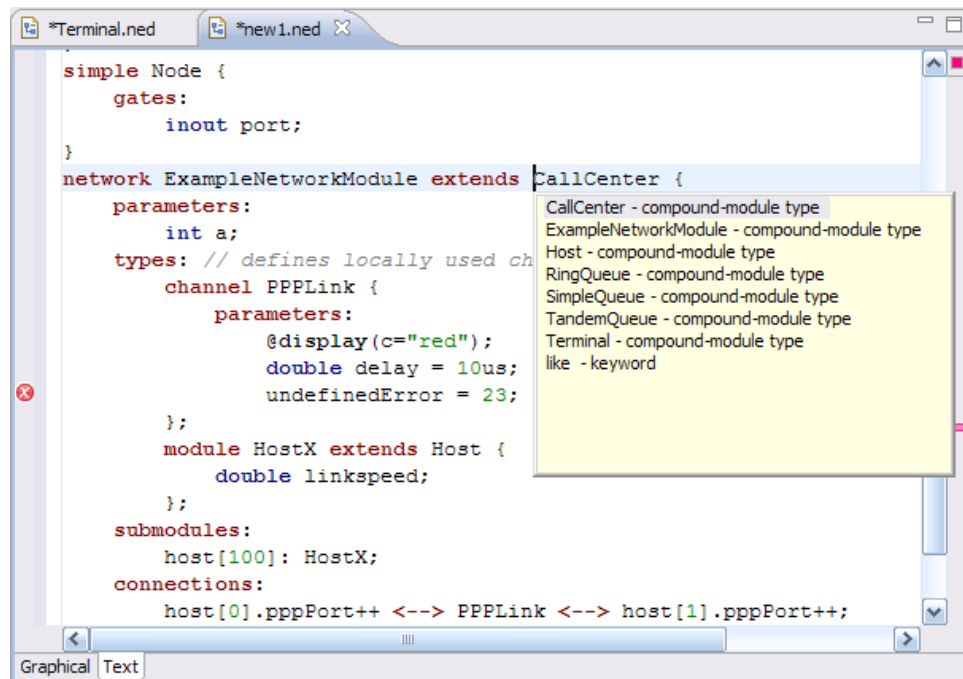 *Terminal.ned
*new1.ned
simple Node {
gates:
inout port;
}
network ExampleNetworkModule extends CallCenter {
parameters:
int a;
types: // defines locally used ch
channel PPPLink {
parameters:
@display(c="red");
double delay = 10us;
undefinedError = 23;
};
module HostX extends Host {
double linkspeed;
};
submodules:
host[100]: HostX;
connections:
host[0].pppPort++ <--> PPPLink <--> host[1].pppPort++;
CallCenter - compound-module type
ExampleNetworkModule - compound-module type
Host - compound-module type
RingQueue - compound-module type
SimpleQueue - compound-module type
TandemQueue - compound-module type
Terminal - compound-module type
like - keyword
Graphical
Text